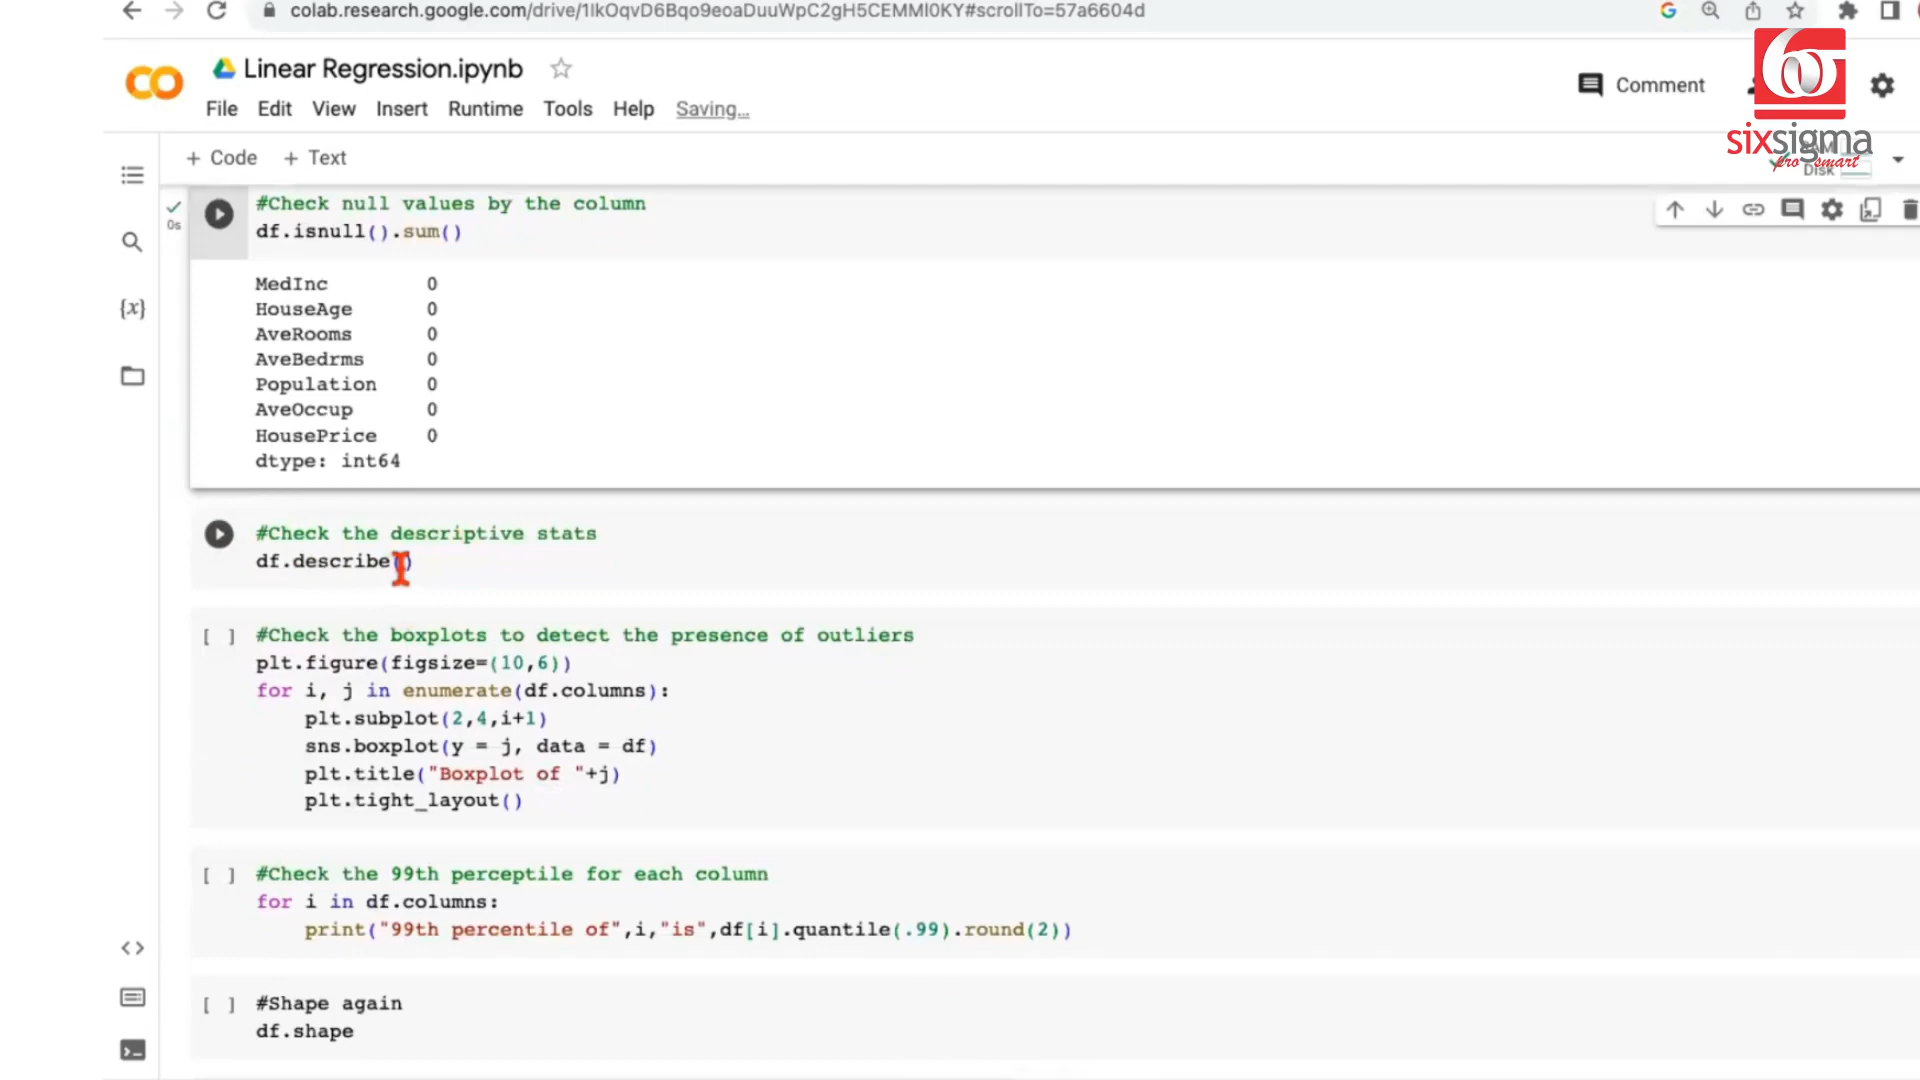 colab.research.google.com/drive/1lkOqvD6Bqo9eoaDuuWpC2gH5CEMMl0KY#scrollTo=57a6604d
Linear Regression.ipynb
Comment
File Edit View Insert Runtime Tools Help Saving...
sixsigma
pro smart
Disk
+ Code + Text
0s
#Check null values by the column
df.isnull().sum()
MedInc 0
HouseAge 0
AveRooms 0
AveBedrms 0
Population 0
AveOccup 0
HousePrice 0
dtype: int64
#Check the descriptive stats
df.describe()
[ ] #Check the boxplots to detect the presence of outliers
plt.figure(figsize=(10,6))
for i, j in enumerate(df.columns):
plt.subplot(2,4,i+1)
sns.boxplot(y = j, data = df)
plt.title("Boxplot of "+j)
plt.tight_layout()
[ ] #Check the 99th perceptile for each column
for i in df.columns:
print("99th percentile of",i,"is",df[i].quantile(.99).round(2))
[ ] #Shape again
df.shape